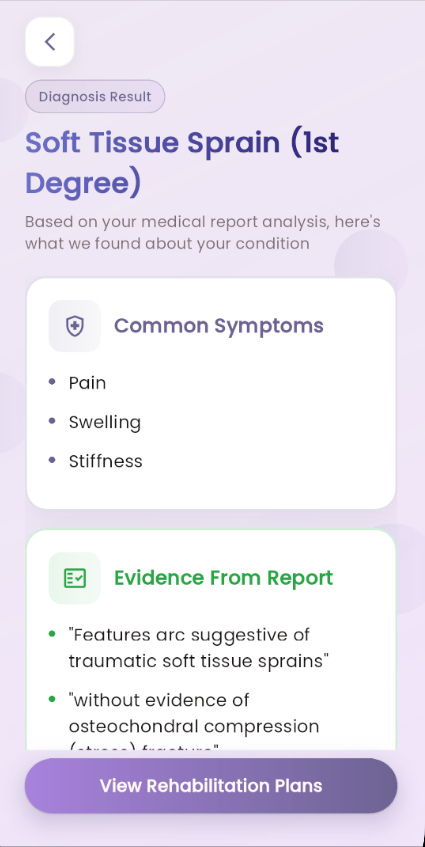 Diagnosis Result
Soft Tissue Sprain (1st
Degree)
Based on your medical report analysis, here's
what we found about your condition
Common Symptoms
Pain
Swelling
Stiffness
Evidence From Report
"Features arc suggestive of
traumatic soft tissue sprains"
"without evidence of
osteochondral compression
(stress) fracture"
View Rehabilitation Plans